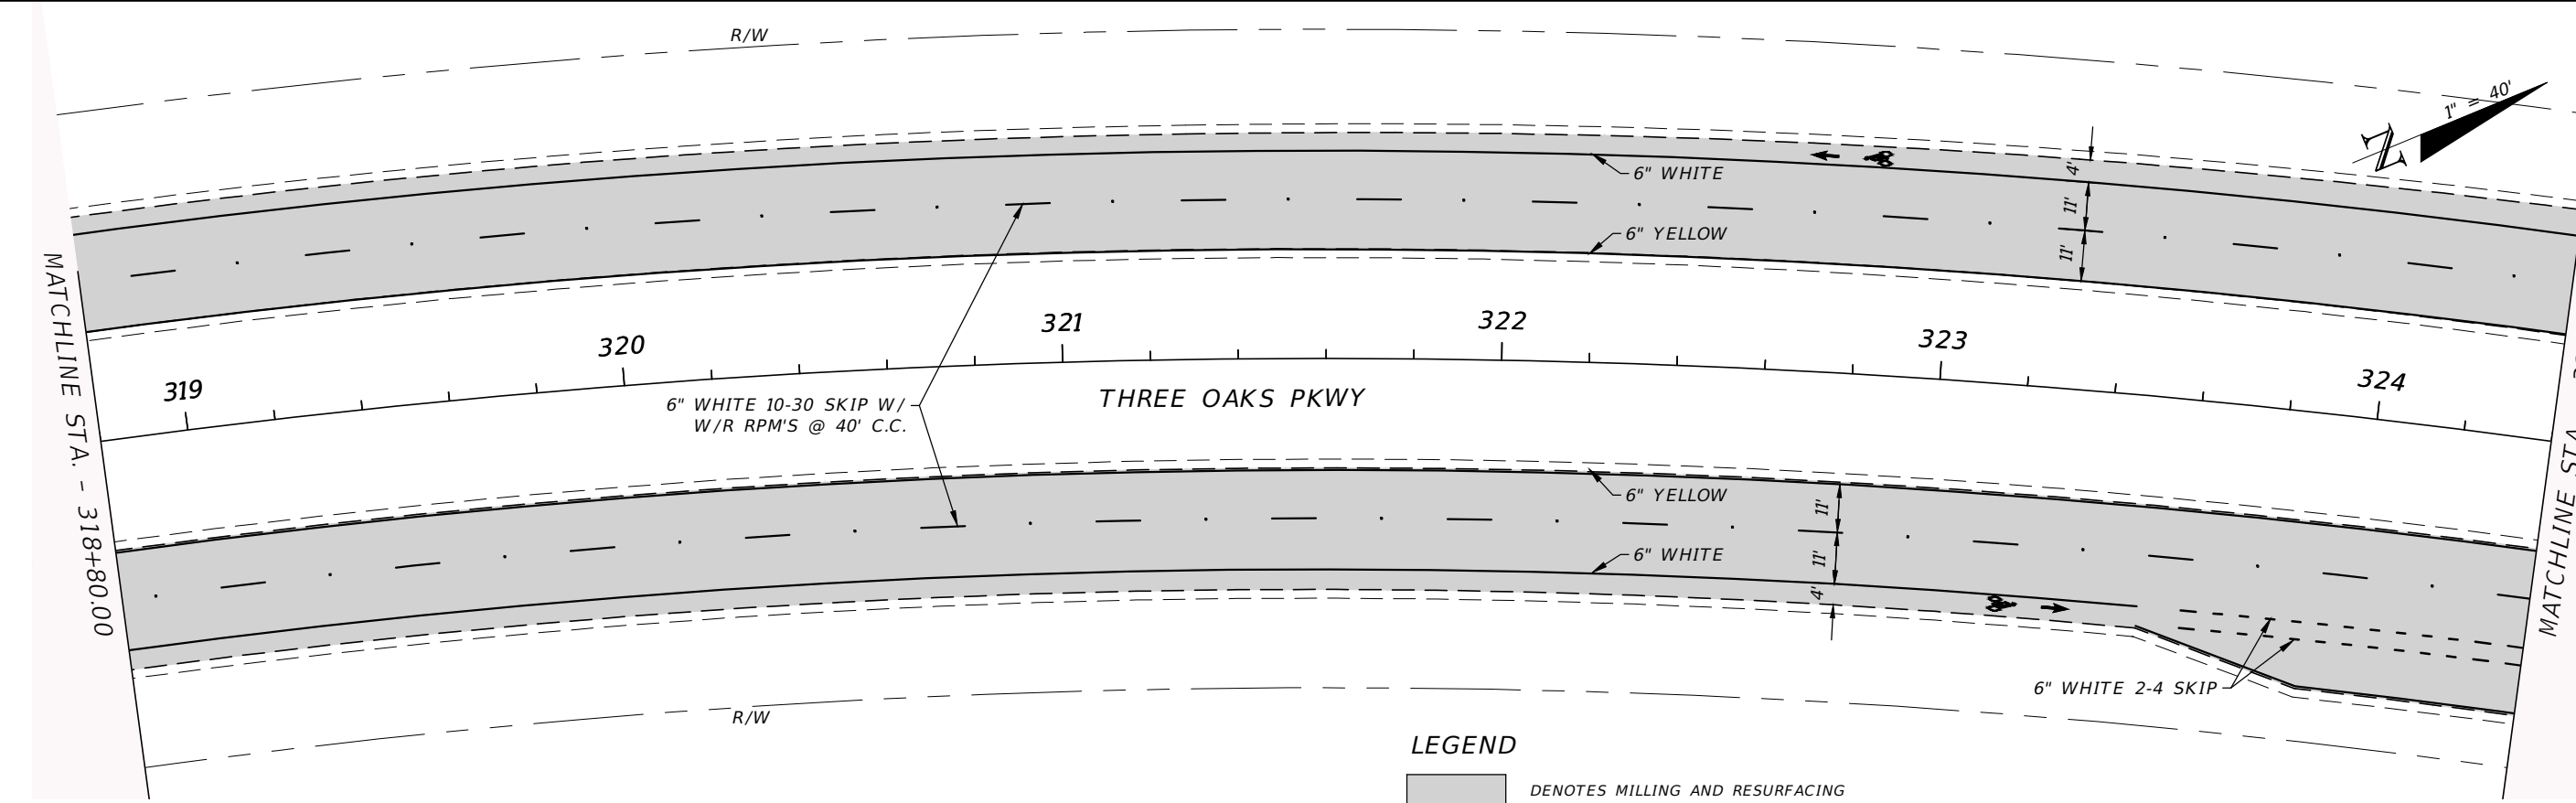 R/W
1" = 40'
N
6" WHITE
4'
11'
11'
6" YELLOW
MATCHLINE STA. - 318+80.00
319
320
321
322
323
324
6" WHITE 10-30 SKIP W/
W/R RPM'S @ 40' C.C.
THREE OAKS PKWY
6" YELLOW
11'
11'
4'
6" WHITE
MATCHLINE STA.
6" WHITE 2-4 SKIP
R/W
LEGEND
DENOTES MILLING AND RESURFACING